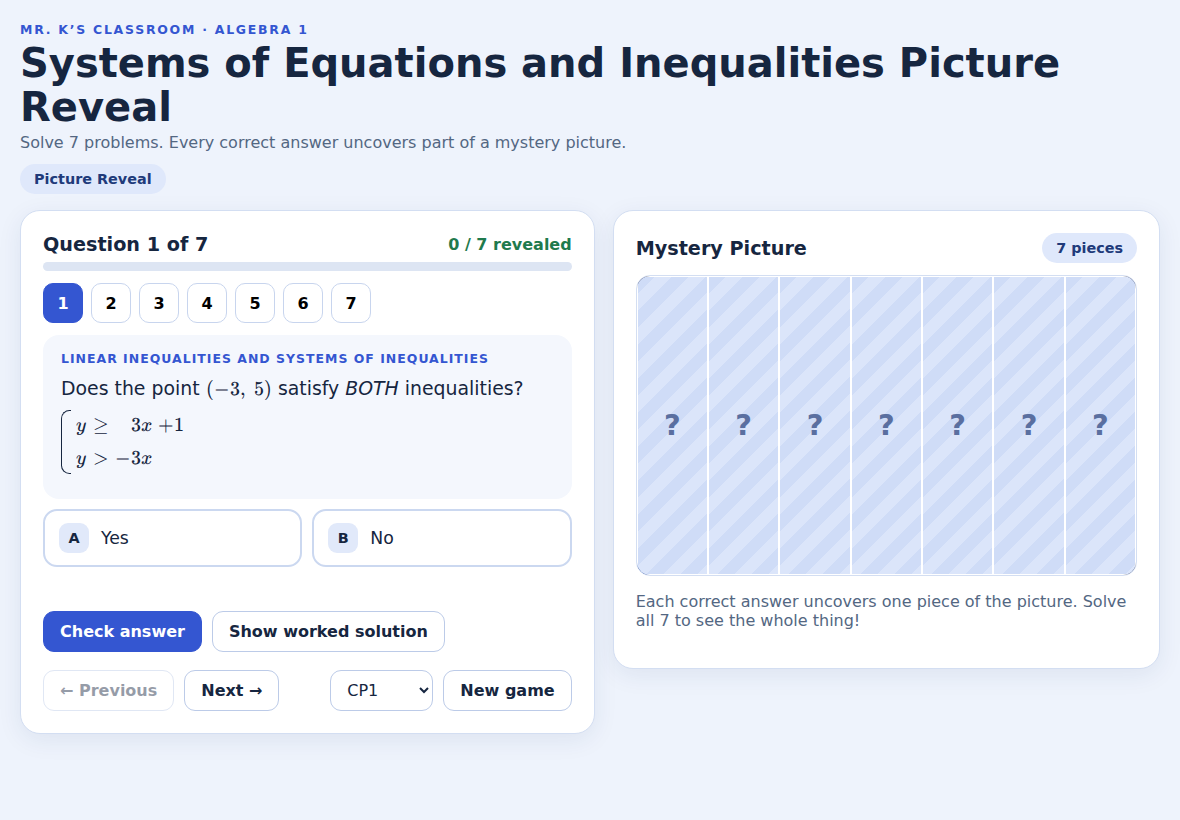 MR. K’S CLASSROOM · ALGEBRA 1
Systems of Equations and Inequalities Picture
Reveal
Solve 7 problems. Every correct answer uncovers part of a mystery picture.
Picture Reveal
Question 1 of 7
0 / 7 revealed
1 2 3 4 5 6 7
LINEAR INEQUALITIES AND SYSTEMS OF INEQUALITIES
Does the point (−3, 5) satisfy BOTH inequalities?
y ≥ 3x +1
y > −3x
A Yes
B No
Check answer
Show worked solution
← Previous
Next →
CP1
New game
Mystery Picture
7 pieces
? ? ? ? ? ? ?
Each correct answer uncovers one piece of the picture. Solve
all 7 to see the whole thing!